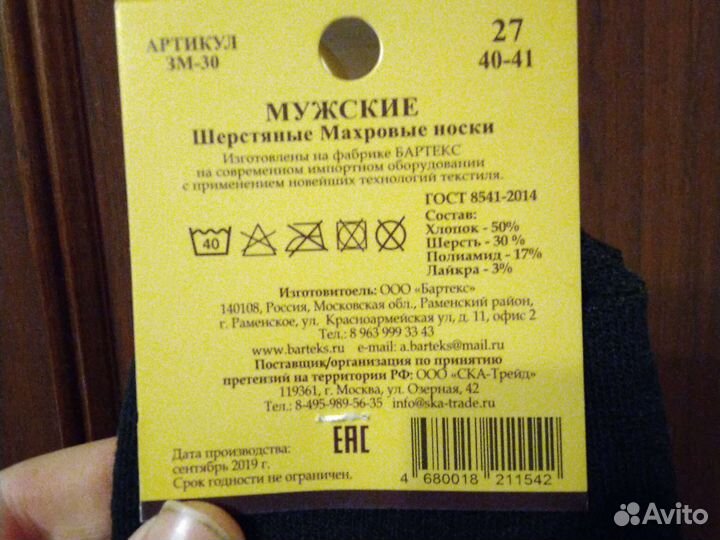 АРТИКУЛ
ЗМ-30
27
40-41
МУЖСКИЕ
Шерстяные Махровые носки
Изготовлены на фабрике БАРТЕКС
на современном импортном оборудовании
с применением новейших технологий текстиля.
ГОСТ 8541-2014
Состав:
Хлопок - 50%
Шерсть - 30 %
Полиамид - 17%
Лайкра - 3%
40
Изготовитоель: ООО «Бартекс»
140108, Россия, Московская обл., Раменский район,
г. Раменское, ул. Красноармейская ул, д. 11, офис 2
Тел.: 8 963 999 33 43
www.barteks.ru e-mail: a.barteks@mail.ru
Поставщик/организация по принятию
претензий на территории РФ: ООО «СКА-Трейд»
119361, г. Москва, ул. Озерная, 42
Тел.: 8-495-989-56-35 info@ska-trade.ru
Дата производства:
сентябрь 2019 г.
Срок годности не ограничен.
EAC
4 680018 211542
Avito